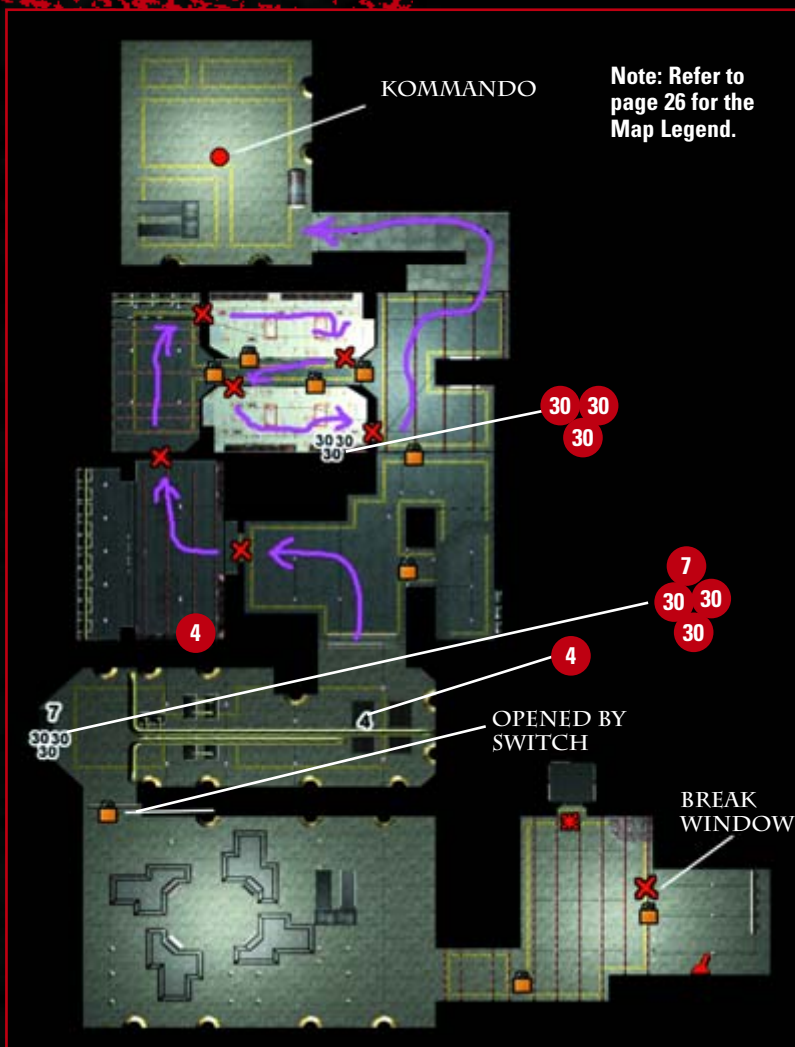 KOMMANDO
Note: Refer to
page 26 for the
Map Legend.
30 30
30
30 30
30
7
30 30
30
4
4
7
4
30 30
30
OPENED BY
SWITCH
BREAK
WINDOW